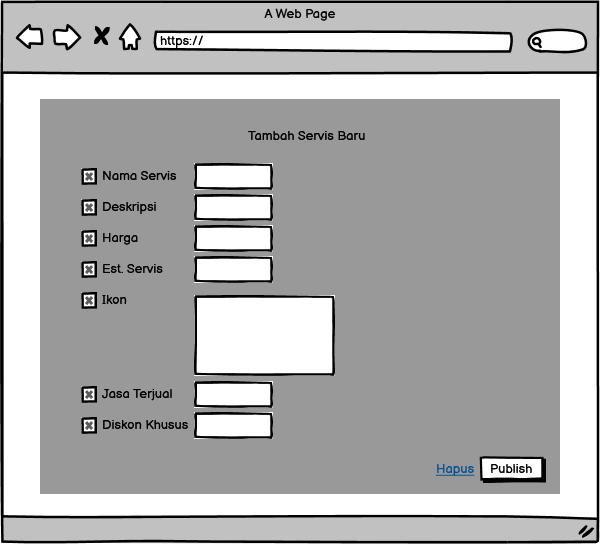 A Web Page
https://
Tambah Servis Baru
Nama Servis
Deskripsi
Harga
Est. Servis
Ikon
Jasa Terjual
Diskon Khusus
Hapus Publish